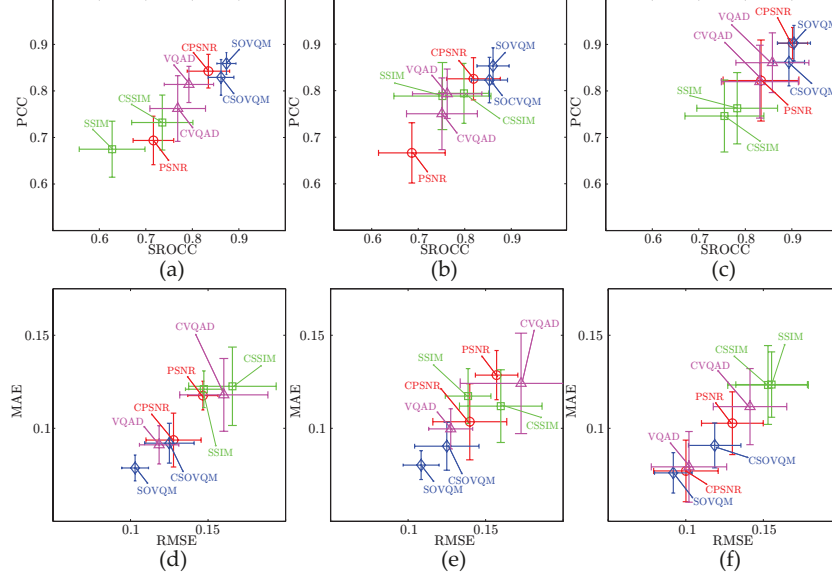 CPSNR
SOVQM
VQAD
0.9
0.8
0.7
0.6
PCC
CSOVQM
CSSIM
SSIM
CVQAD
PSNR
0.6 0.7 0.8 0.9
SROCC
(a)
SOVQM
VQAD
CPSNR
SSIM
0.9
0.8
0.7
0.6
PCC
SOCVQM
CSSIM
CVQAD
PSNR
0.6 0.7 0.8 0.9
SROCC
(b)
CPSNR
VQAD
SOVQM
CVQAD
0.9
0.8
0.7
0.6
PCC
CSOVQM
SSIM
PSNR
CSSIM
0.6 0.7 0.8 0.9
SROCC
(c)
CVQAD
0.15
0.1
MAE
PSNR
CSSIM
CPSNR
VQAD
SSIM
CSOVQM
SOVQM
0.1 0.15
RMSE
(d)
CVQAD
0.15
0.1
MAE
PSNR
SSIM
CPSNR
CSSIM
VQAD
CSOVQM
SOVQM
0.1 0.15
RMSE
(e)
0.15
0.1
MAE
CSSIM
SSIM
CVQAD
PSNR
VQAD
CSOVQM
CPSNR
SOVQM
0.1 0.15
RMSE
(f)